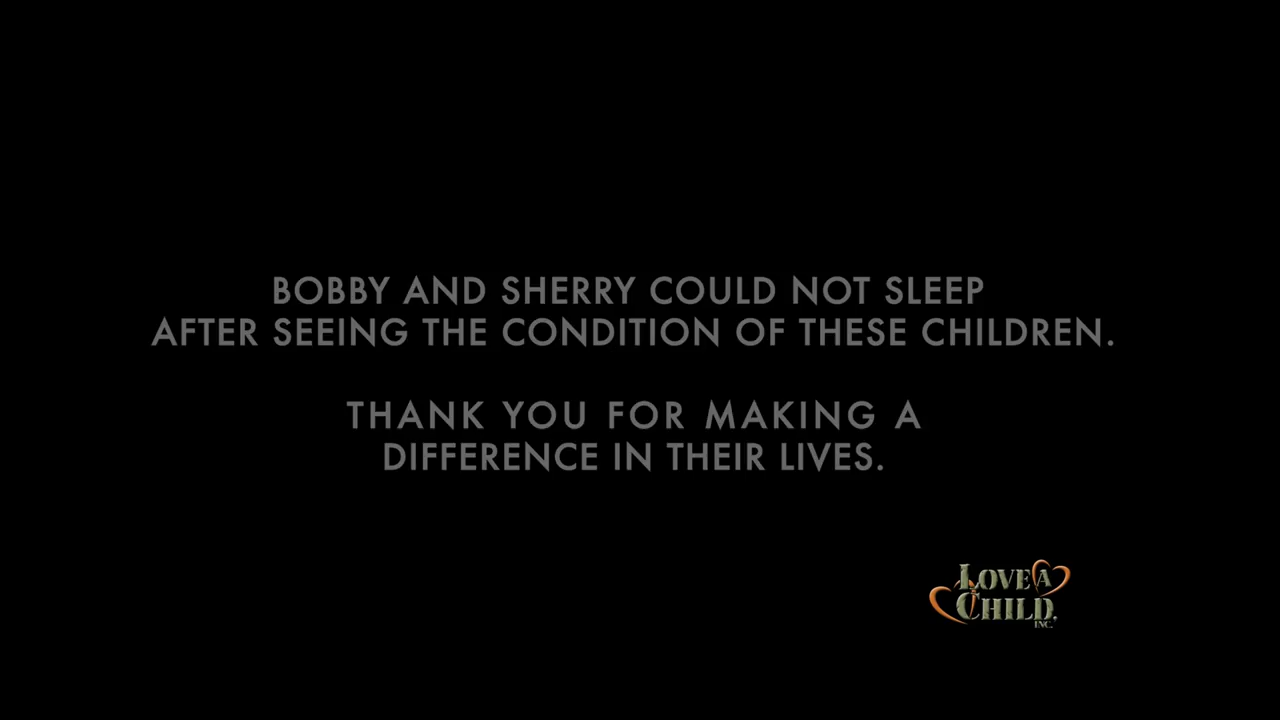 BOBBY AND SHERRY COULD NOT SLEEP
AFTER SEEING THE CONDITION OF THESE CHILDREN.
THANK YOU FOR MAKING A
DIFFERENCE IN THEIR LIVES.
LOVE A
CHILD,
INC.